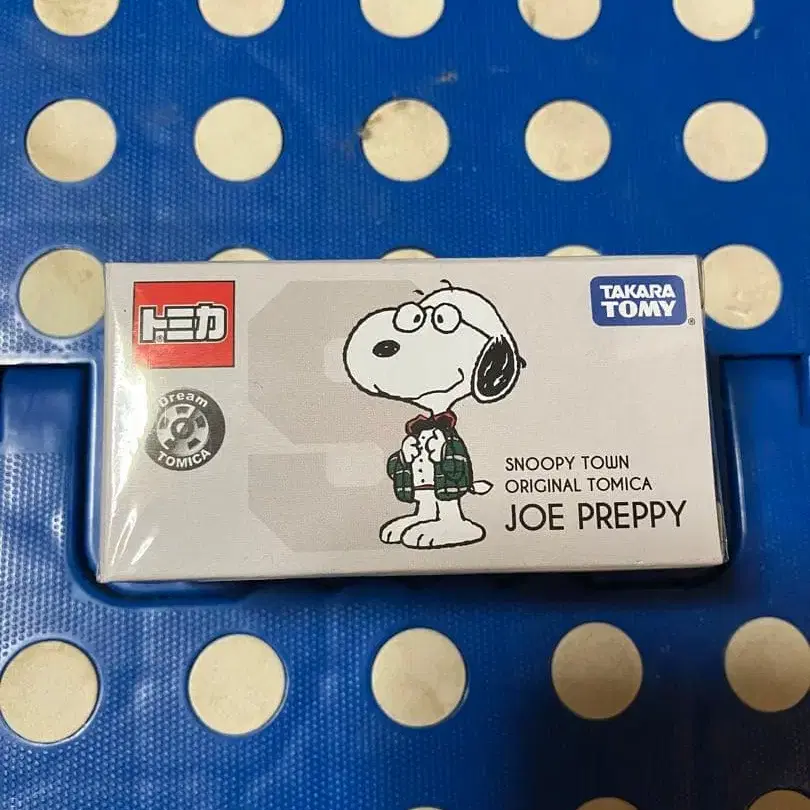 トミカ
®
Dream
TOMICA
TAKARA
TOMY
®
SNOOPY TOWN
ORIGINAL TOMICA
JOE PREPPY